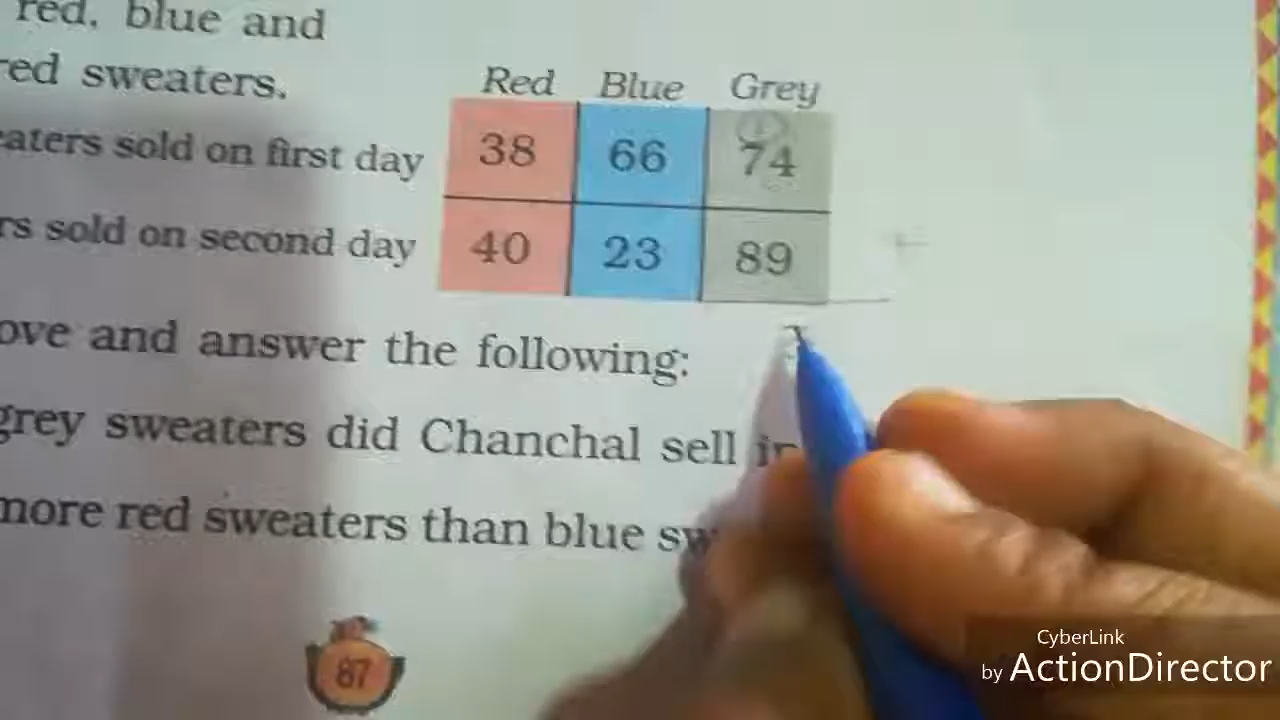 red, blue and
red sweaters.
Red Blue Grey
eaters sold on first day 38 66 74
rs sold on second day 40 23 89
ove and answer the following:
grey sweaters did Chanchal sell in
more red sweaters than blue sw
87
CyberLink
by ActionDirector